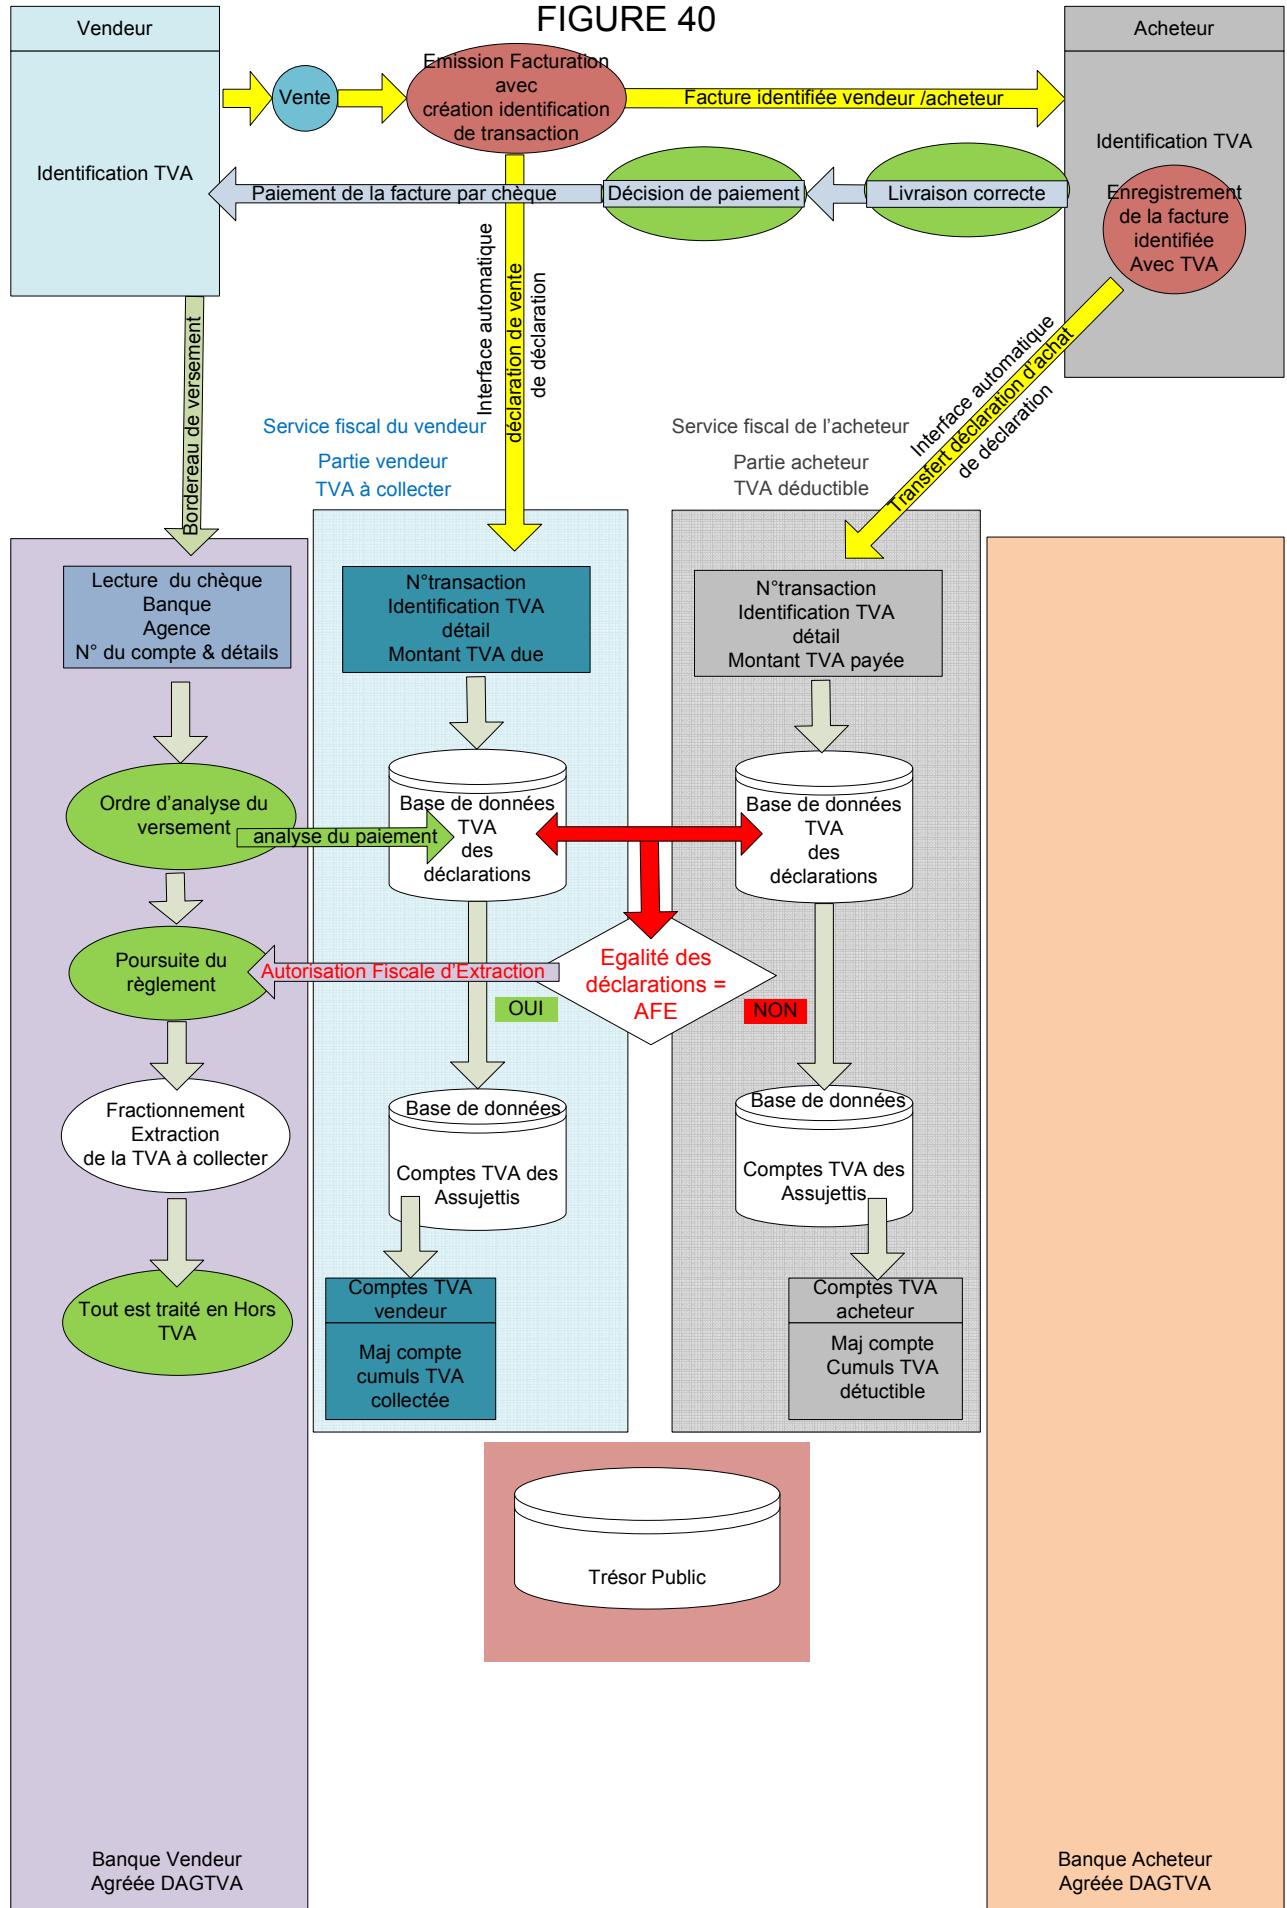 FIGURE 40
Vendeur
Identification TVA
Vente
Emission Facturation
avec
création identification
de transaction
Facture identifiée vendeur /acheteur
Acheteur
Identification TVA
Enregistrement
de la facture
identifiée
Avec TVA
Livraison correcte
Décision de paiement
Paiement de la facture par chèque
Bordereau de versement
Interface automatique
déclaration de vente
de déclaration
Interface automatique
Transfert déclaration d'achat
de déclaration
Service fiscal du vendeur
Partie vendeur
TVA à collecter
Service fiscal de l'acheteur
Partie acheteur
TVA déductible
Lecture du chèque
Banque
Agence
N° du compte & détails
N°transaction
Identification TVA
détail
Montant TVA due
N°transaction
Identification TVA
détail
Montant TVA payée
Ordre d'analyse du
versement
analyse du paiement
Base de données
TVA
des
déclarations
Base de données
TVA
des
déclarations
Poursuite du
règlement
Autorisation Fiscale d'Extraction
Egalité des
déclarations =
AFE
OUI
NON
Fractionnement
Extraction
de la TVA à collecter
Base de données
Comptes TVA des
Assujettis
Base de données
Comptes TVA des
Assujettis
Tout est traité en Hors
TVA
Comptes TVA
vendeur
Maj compte
cumuls TVA
collectée
Comptes TVA
acheteur
Maj compte
Cumuls TVA
détuctible
Trésor Public
Banque Vendeur
Agréée DAGTVA
Banque Acheteur
Agréée DAGTVA